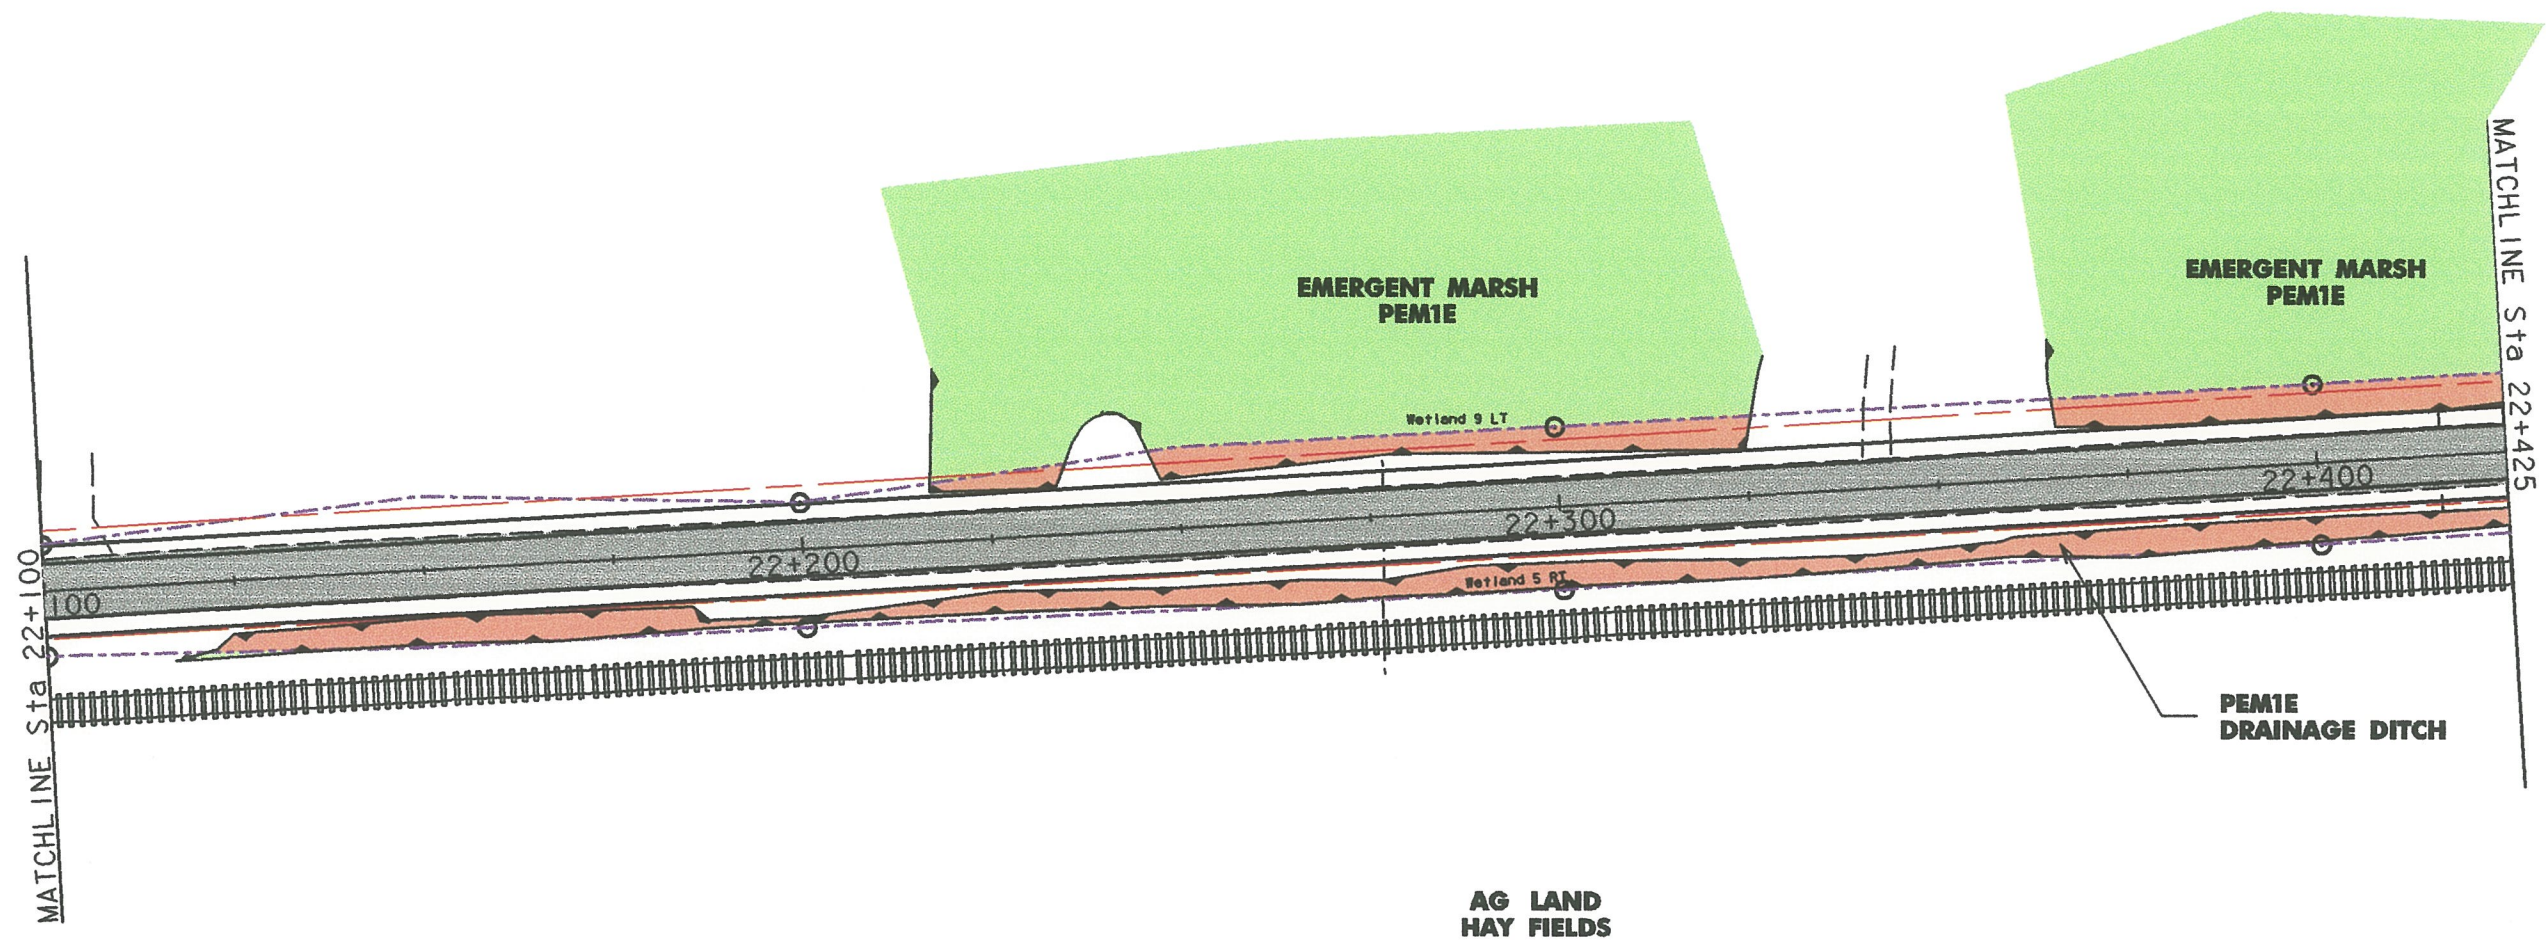 EMERGENT MARSH
PEM1E
EMERGENT MARSH
PEM1E
MATCHLINE Sta 22+425
Wetland 9 LT
22+400
22+300
22+200
100
Wetland 5 RT
MATCHLINE Sta 22+100
PEM1E
DRAINAGE DITCH
AG LAND
HAY FIELDS